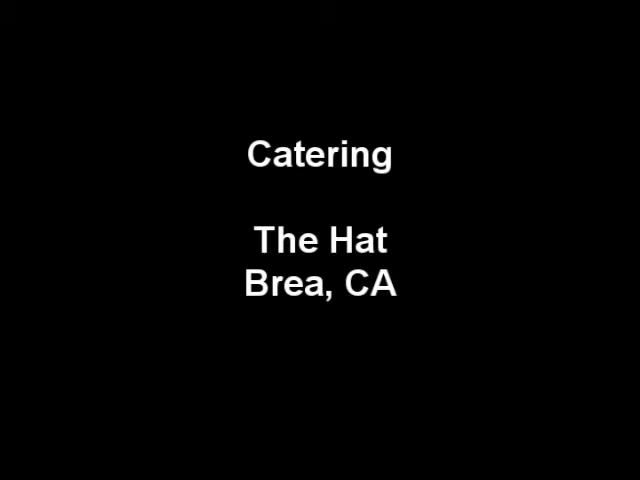 Catering
The Hat
Brea, CA